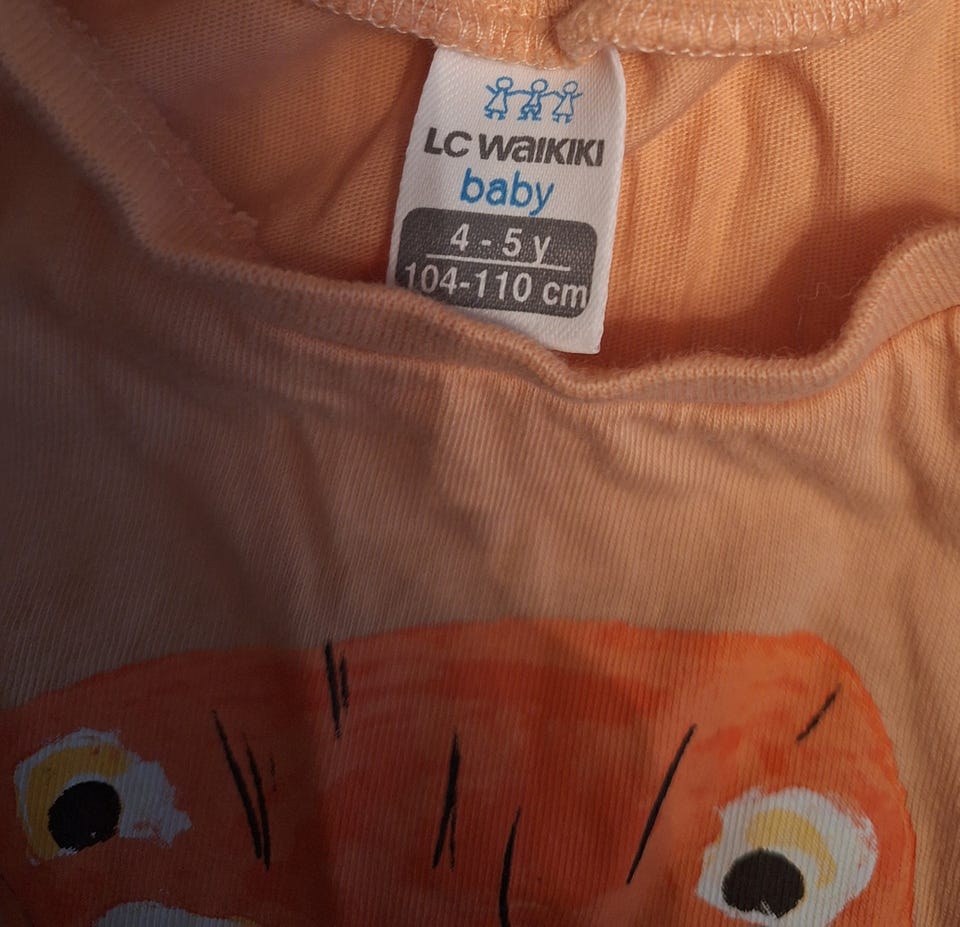 LC WAIKIKI
baby
4 - 5 y
104-110 cm